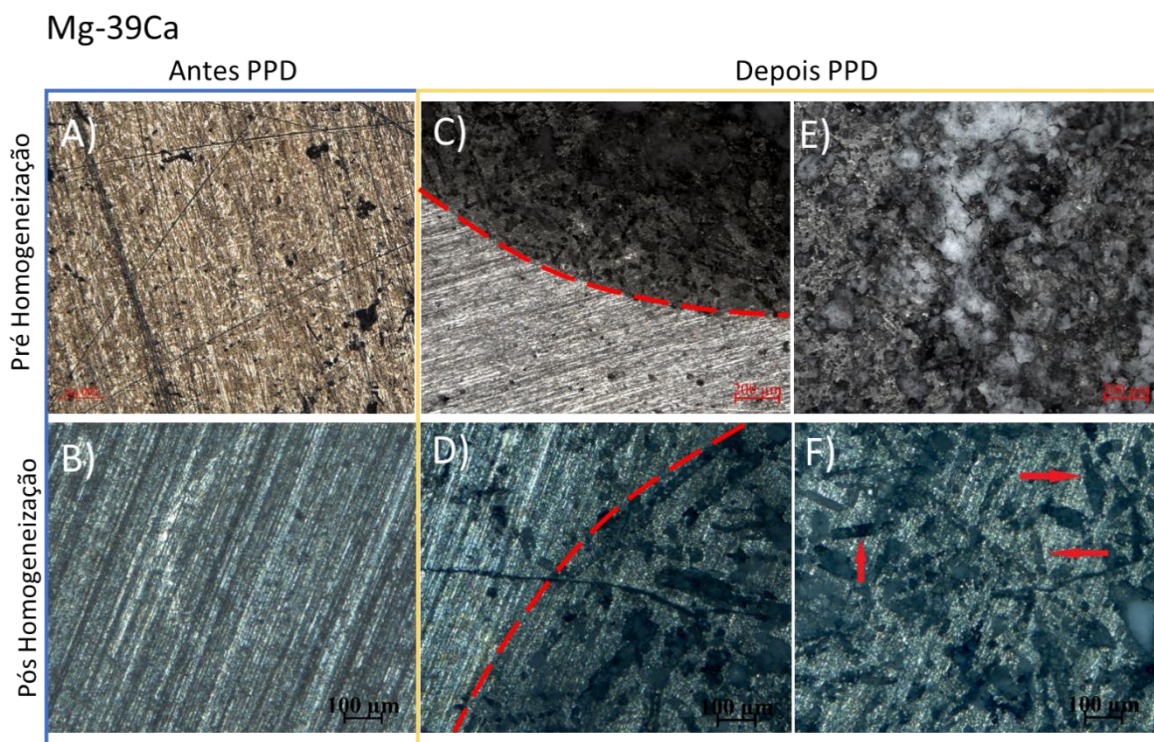 Mg-39Ca
Antes PPD
Depois PPD
Pré Homogeneização
A)
C)
E)
200 µm
200 µm
Pós Homogeneização
B)
D)
F)
100 µm
100 µm
100 µm